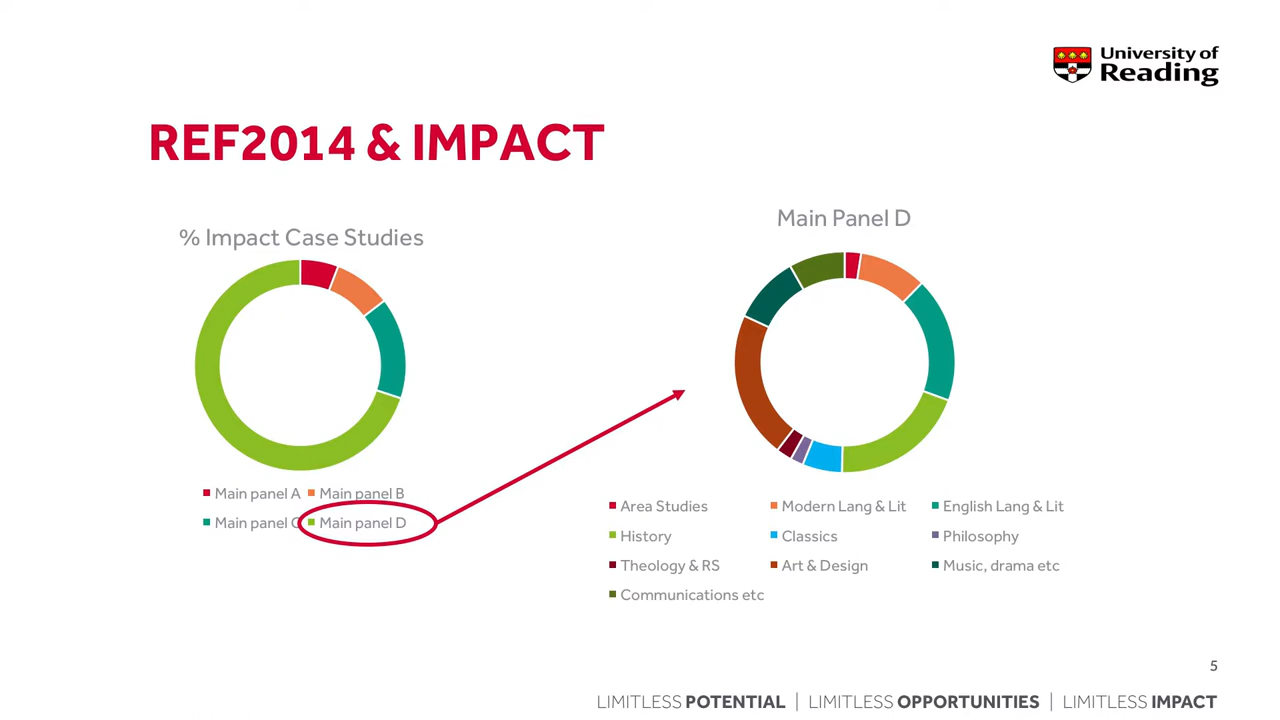 University of
Reading
REF2014 & IMPACT
% Impact Case Studies
Main panel A
Main panel B
Main panel C
Main panel D
Main Panel D
Area Studies
Modern Lang & Lit
English Lang & Lit
History
Classics
Philosophy
Theology & RS
Art & Design
Music, drama etc
Communications etc
5
LIMITLESS POTENTIAL | LIMITLESS OPPORTUNITIES | LIMITLESS IMPACT